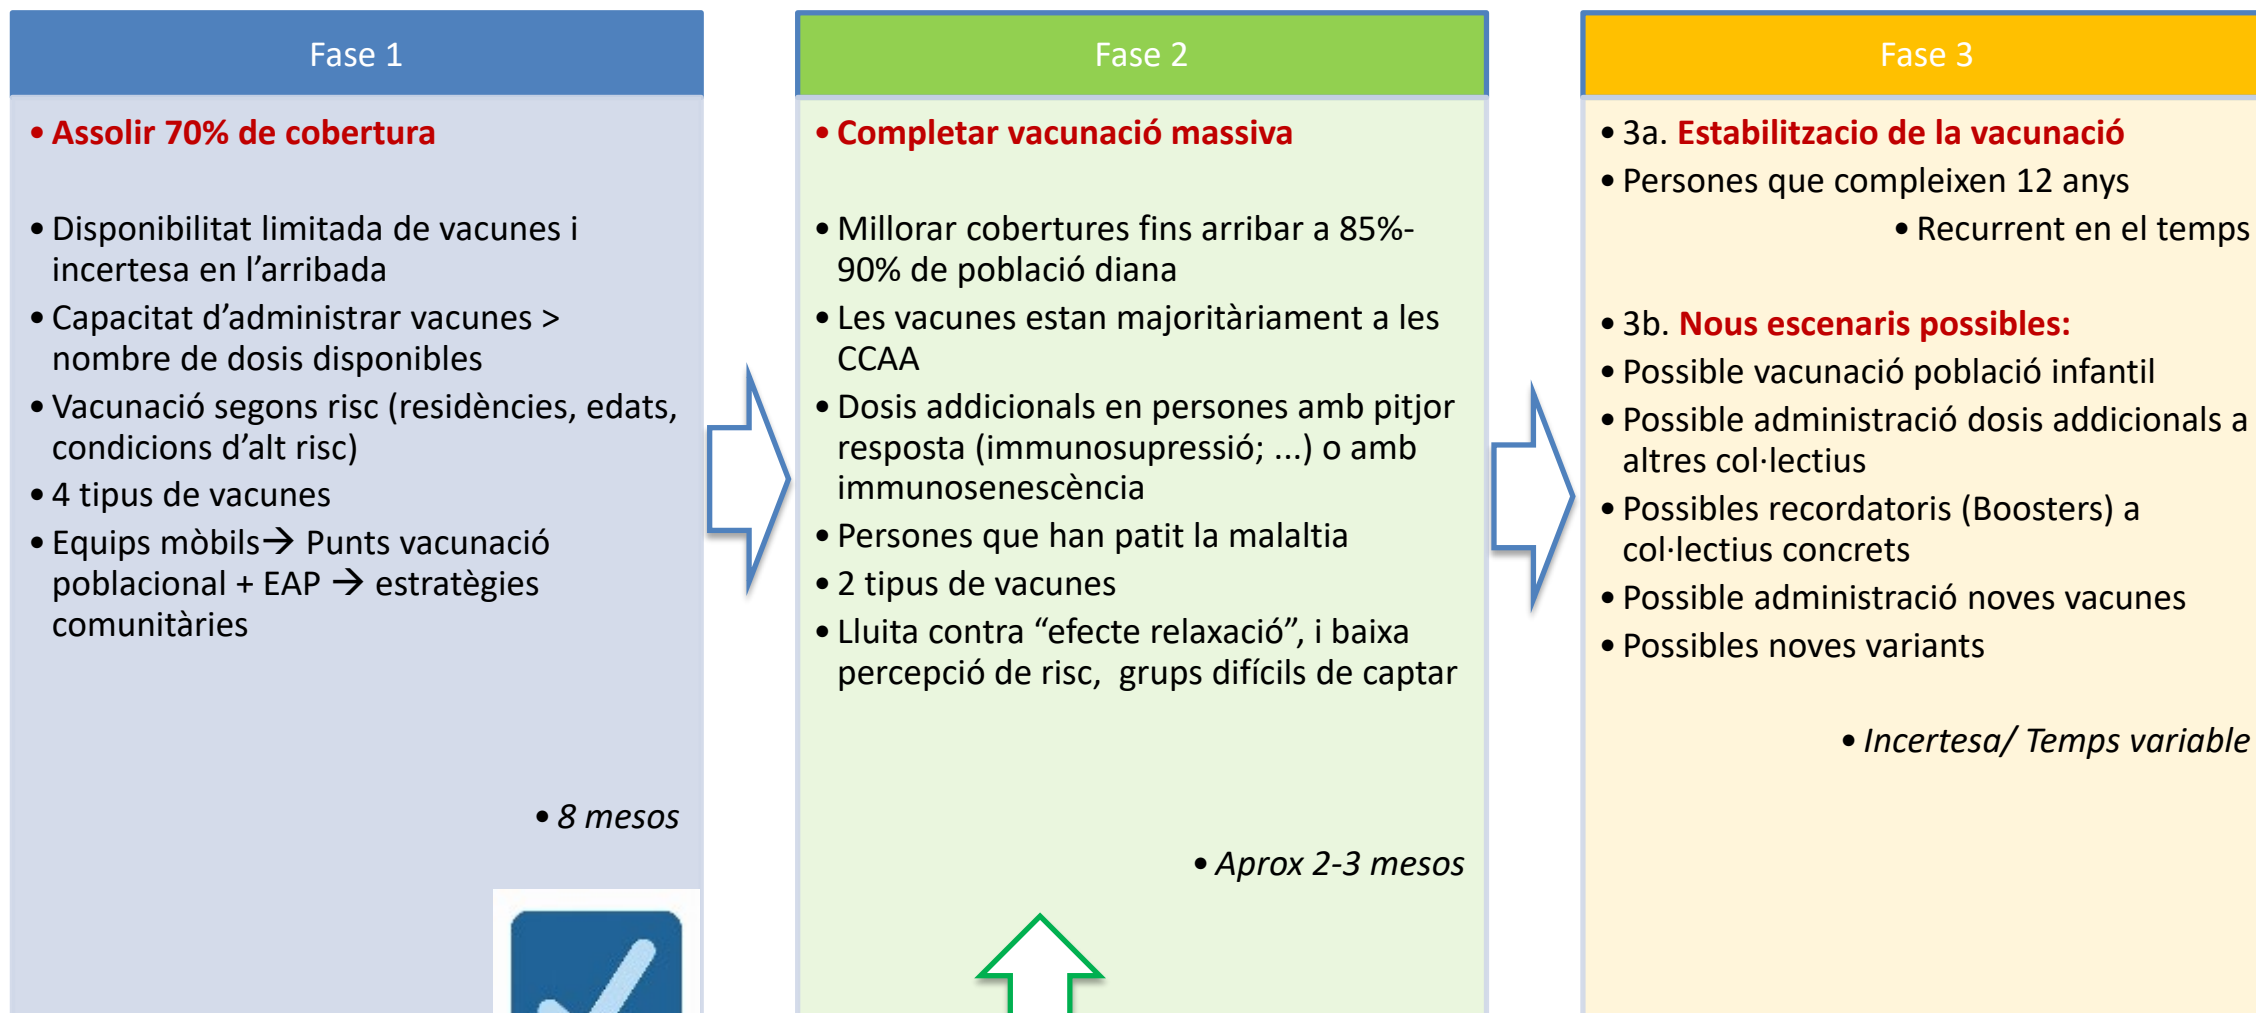 Fase 1
• Assolir 70% de cobertura
• Disponibilitat limitada de vacunes i
incertesa en l’arribada
• Capacitat d’administrar vacunes >
nombre de dosis disponibles
• Vacunació segons risc (residències, edats,
condicions d’alt risc)
• 4 tipus de vacunes
• Equips mòbils→ Punts vacunació
poblacional + EAP → estratègies
comunitàries
• 8 mesos
Fase 2
• Completar vacunació massiva
• Millorar cobertures fins arribar a 85%-
90% de població diana
• Les vacunes estan majoritàriament a les
CCAA
• Dosis addicionals en persones amb pitjor
resposta (immunosupressió; ...) o amb
immunosenescència
• Persones que han patit la malaltia
• 2 tipus de vacunes
• Lluita contra “efecte relaxació”, i baixa
percepció de risc, grups difícils de captar
• Aprox 2-3 mesos
Fase 3
• 3a. Estabilitzacio de la vacunació
• Persones que compleixen 12 anys
• Recurrent en el temps
• 3b. Nous escenaris possibles:
• Possible vacunació població infantil
• Possible administració dosis addicionals a
altres col·lectius
• Possibles recordatoris (Boosters) a
col·lectius concrets
• Possible administració noves vacunes
• Possibles noves variants
• Incertesa/ Temps variable